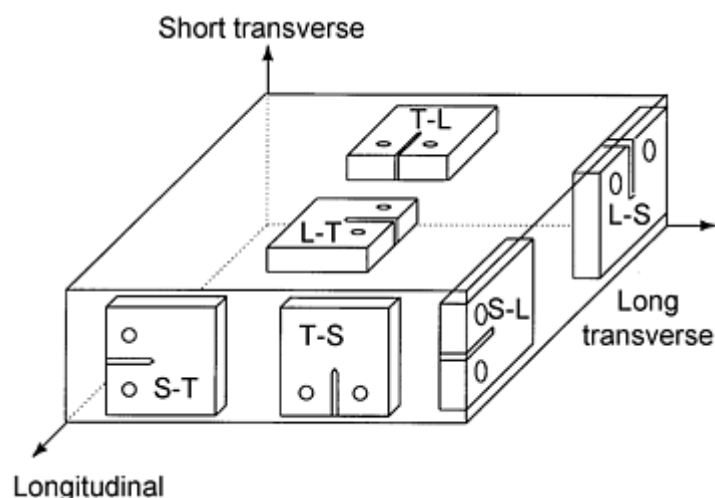 Short transverse
T-L
L-S
L-T
S-L
T-S
S-T
Long
transverse
Longitudinal